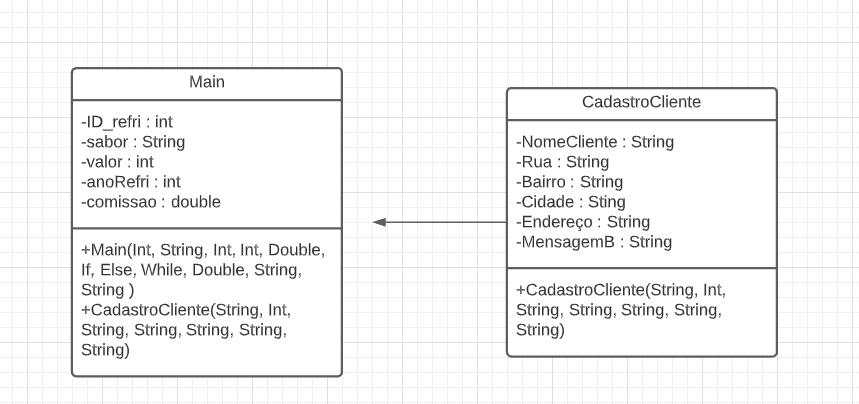 Main
-ID_refri : int
-sabor : String
-valor : int
-anoRefri : int
-comissao : double
+Main(Int, String, Int, Int, Double,
If, Else, While, Double, String,
String )
+CadastroCliente(String, Int,
String, String, String, String,
String)
CadastroCliente
-NomeCliente : String
-Rua : String
-Bairro : String
-Cidade : Sting
-Endereço : String
-MensagemB : String
+CadastroCliente(String, Int,
String, String, String, String,
String)